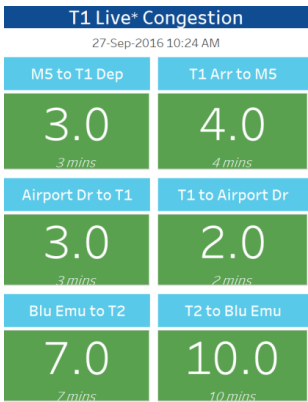 T1 Live* Congestion
27-Sep-2016 10:24 AM
M5 to T1 Dep T1 Arr to M5
3.0 4.0
3 mins 4 mins
Airport Dr to T1 T1 to Airport Dr
3.0 2.0
3 mins 2 mins
Blu Emu to T2 T2 to Blu Emu
7.0 10.0
7 mins 10 mins